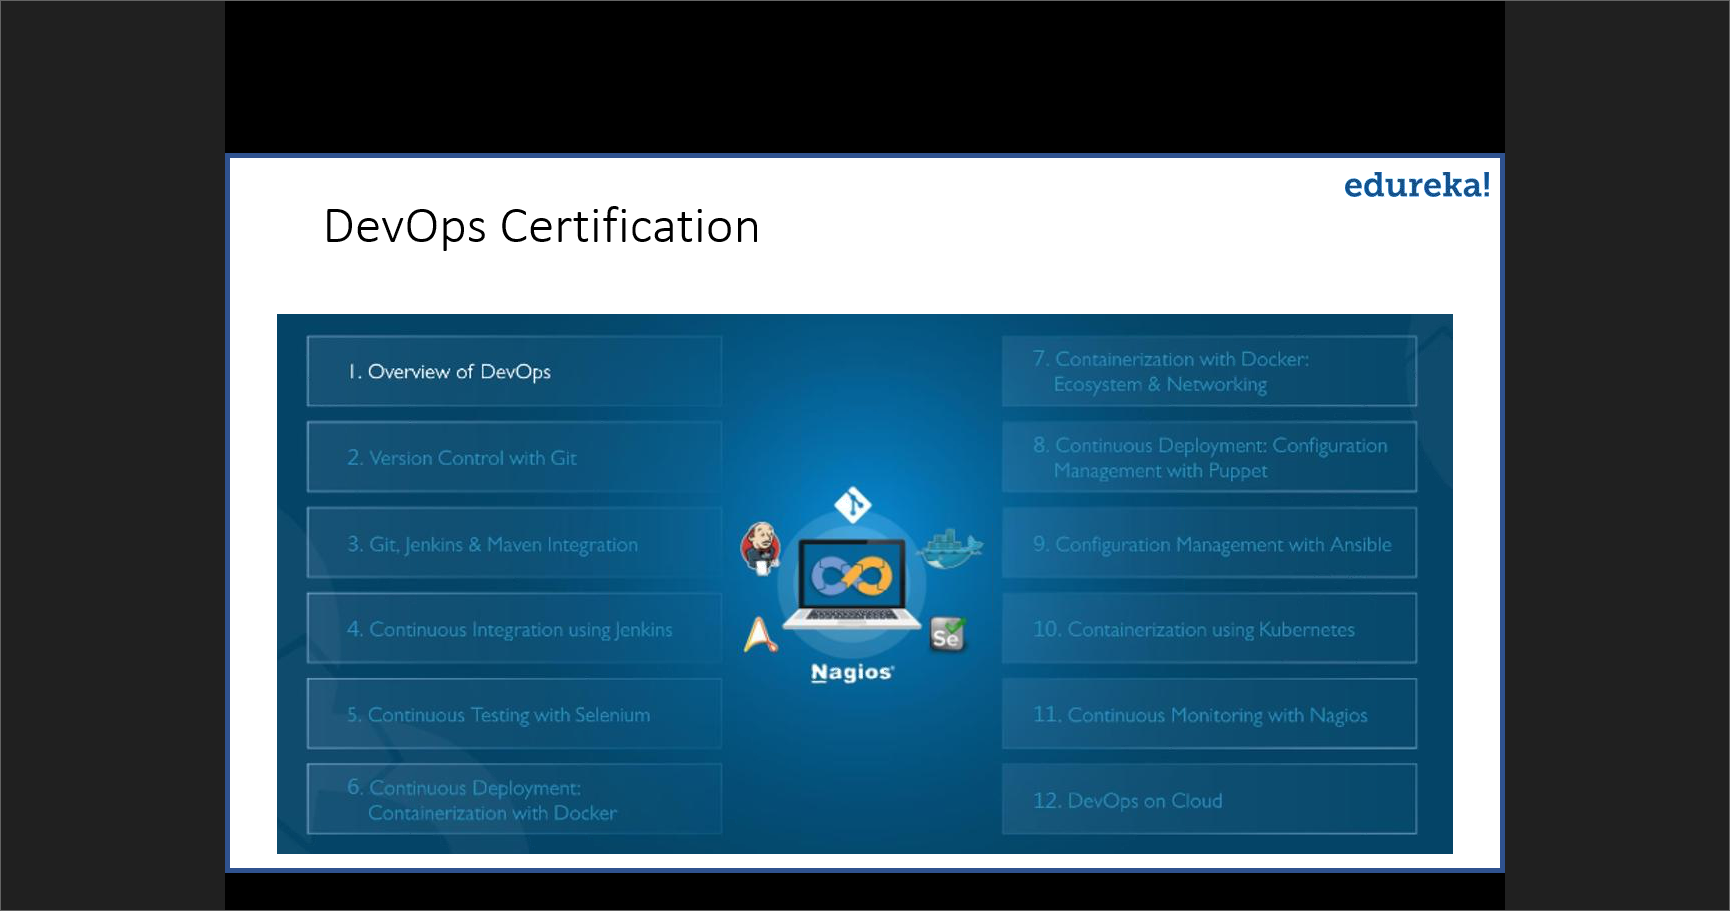 edureka!
DevOps Certification
1. Overview of DevOps
2. Version Control with Git
3. Git, Jenkins & Maven Integration
4. Continuous Integration using Jenkins
5. Continuous Testing with Selenium
6. Continuous Deployment:
Containerization with Docker
Nagios
Se
7. Containerization with Docker:
Ecosystem & Networking
8. Continuous Deployment: Configuration
Management with Puppet
9. Configuration Management with Ansible
10. Containerization using Kubernetes
11. Continuous Monitoring with Nagios
12. DevOps on Cloud